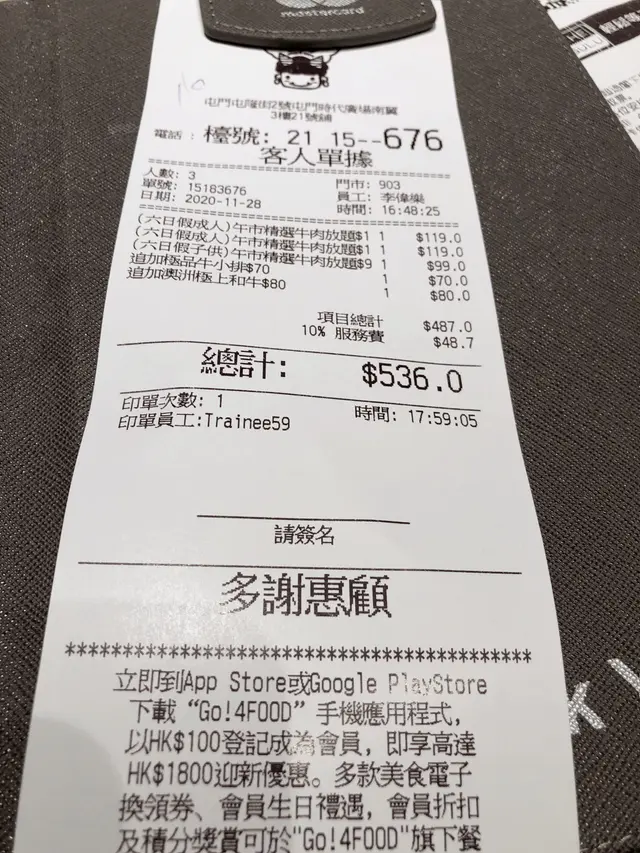 mastercard
屯門屯隆街2號屯門時代廣場南翼
3樓21號舖
電話: 檯號: 21 15--676
客人單據
人數: 3 門市: 903
單號: 15183676 員工: 李偉樂
日期: 2020-11-28 時間: 16:48:25
(六日假成人)午市精選牛肉放題$1 1 $119.0
(六日假成人)午市精選牛肉放題$1 1 $119.0
(六日假子供)午市精選牛肉放題$9 1 $99.0
追加極品牛小排$70 1 $70.0
追加澳洲極上和牛$80 1 $80.0
項目總計 $487.0
10% 服務費 $48.7
總計: $536.0
印單次數: 1 時間: 17:59:05
印單員工:Trainee59
請簽名
多謝惠顧
******************************************
立即到App Store或Google PlayStore
下載“Go!4FOOD”手機應用程式,
以HK$100登記成為會員, 即享高達
HK$1800迎新優惠。多款美食電子
換領券、會員生日禮遇, 會員折扣
及積分獎賞可於"Go!4FOOD"旗下餐